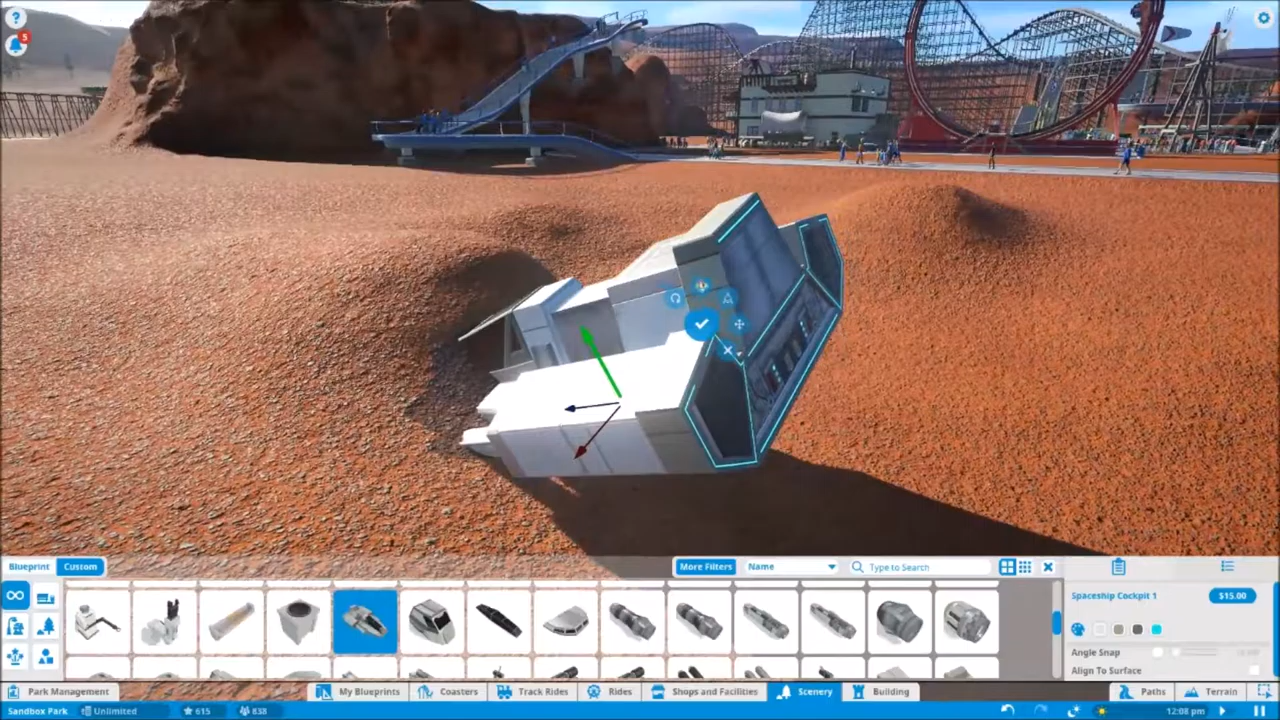 ?
5
Blueprint
Custom
More Filters
Name
Type to Search
Spaceship Cockpit 1
$15.00
Angle Snap
Align To Surface
Park Management
My Blueprints
Coasters
Track Rides
Rides
Shops and Facilities
Scenery
Building
Paths
Terrain
Sandbox Park
Unlimited
615
838
12:08 pm